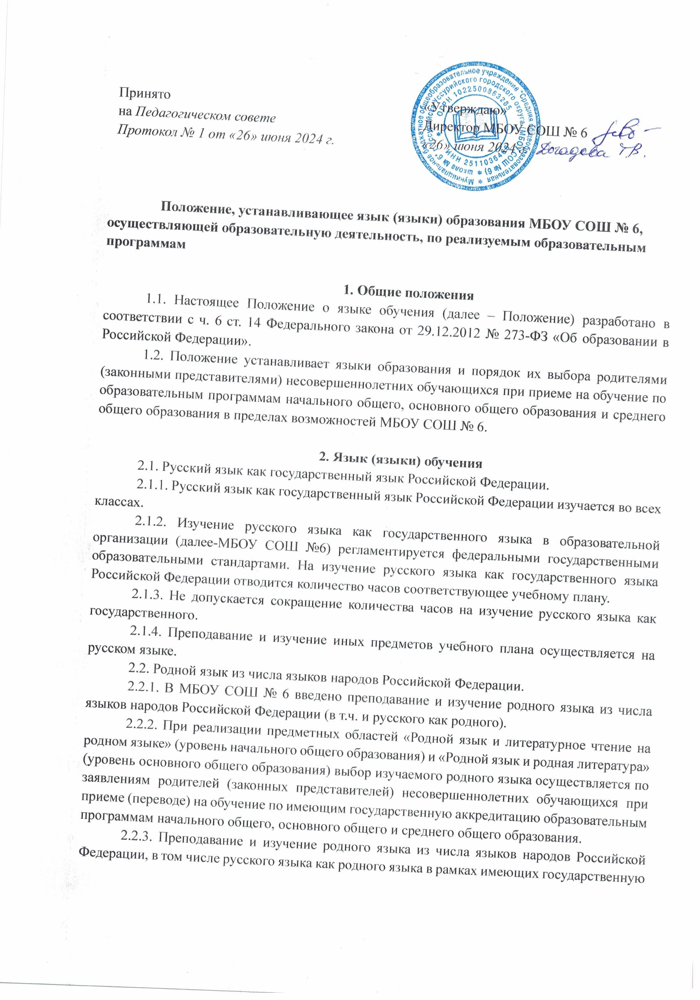 Принято
на Педагогическом совете
Протокол № 1 от «26» июня 2024 г.
«Утверждаю»
Директор МБОУ СОШ № 6
«26» июня 2024 г.
Догадова Т.В.
Муниципальное бюджетное общеобразовательное учреждение "Средняя общеобразовательная
школа № 6" г. Уссурийска Уссурийского городского округа (МБОУ СОШ № 6)
ОГРН 1022500863285
ИНН 2511036468
Положение, устанавливающее язык (языки) образования МБОУ СОШ № 6,
осуществляющей образовательную деятельность, по реализуемым образовательным
программам
1. Общие положения
1.1. Настоящее Положение о языке обучения (далее – Положение) разработано в
соответствии с ч. 6 ст. 14 Федерального закона от 29.12.2012 № 273-ФЗ «Об образовании в
Российской Федерации».
1.2. Положение устанавливает языки образования и порядок их выбора родителями
(законными представителями) несовершеннолетних обучающихся при приеме на обучение по
образовательным программам начального общего, основного общего образования и среднего
общего образования в пределах возможностей МБОУ СОШ № 6.
2. Язык (языки) обучения
2.1. Русский язык как государственный язык Российской Федерации.
2.1.1. Русский язык как государственный язык Российской Федерации изучается во всех
классах.
2.1.2. Изучение русского языка как государственного языка в образовательной
организации (далее-МБОУ СОШ №6) регламентируется федеральными государственными
образовательными стандартами. На изучение русского языка как государственного языка
Российской Федерации отводится количество часов соответствующее учебному плану.
2.1.3. Не допускается сокращение количества часов на изучение русского языка как
государственного.
2.1.4. Преподавание и изучение иных предметов учебного плана осуществляется на
русском языке.
2.2. Родной язык из числа языков народов Российской Федерации.
2.2.1. В МБОУ СОШ № 6 введено преподавание и изучение родного языка из числа
языков народов Российской Федерации (в т.ч. и русского как родного).
2.2.2. При реализации предметных областей «Родной язык и литературное чтение на
родном языке» (уровень начального общего образования) и «Родной язык и родная литература»
(уровень основного общего образования) выбор изучаемого родного языка осуществляется по
заявлениям родителей (законных представителей) несовершеннолетних обучающихся при
приеме (переводе) на обучение по имеющим государственную аккредитацию образовательным
программам начального общего, основного общего и среднего общего образования.
2.2.3. Преподавание и изучение родного языка из числа языков народов Российской
Федерации, в том числе русского языка как родного языка в рамках имеющих государственную